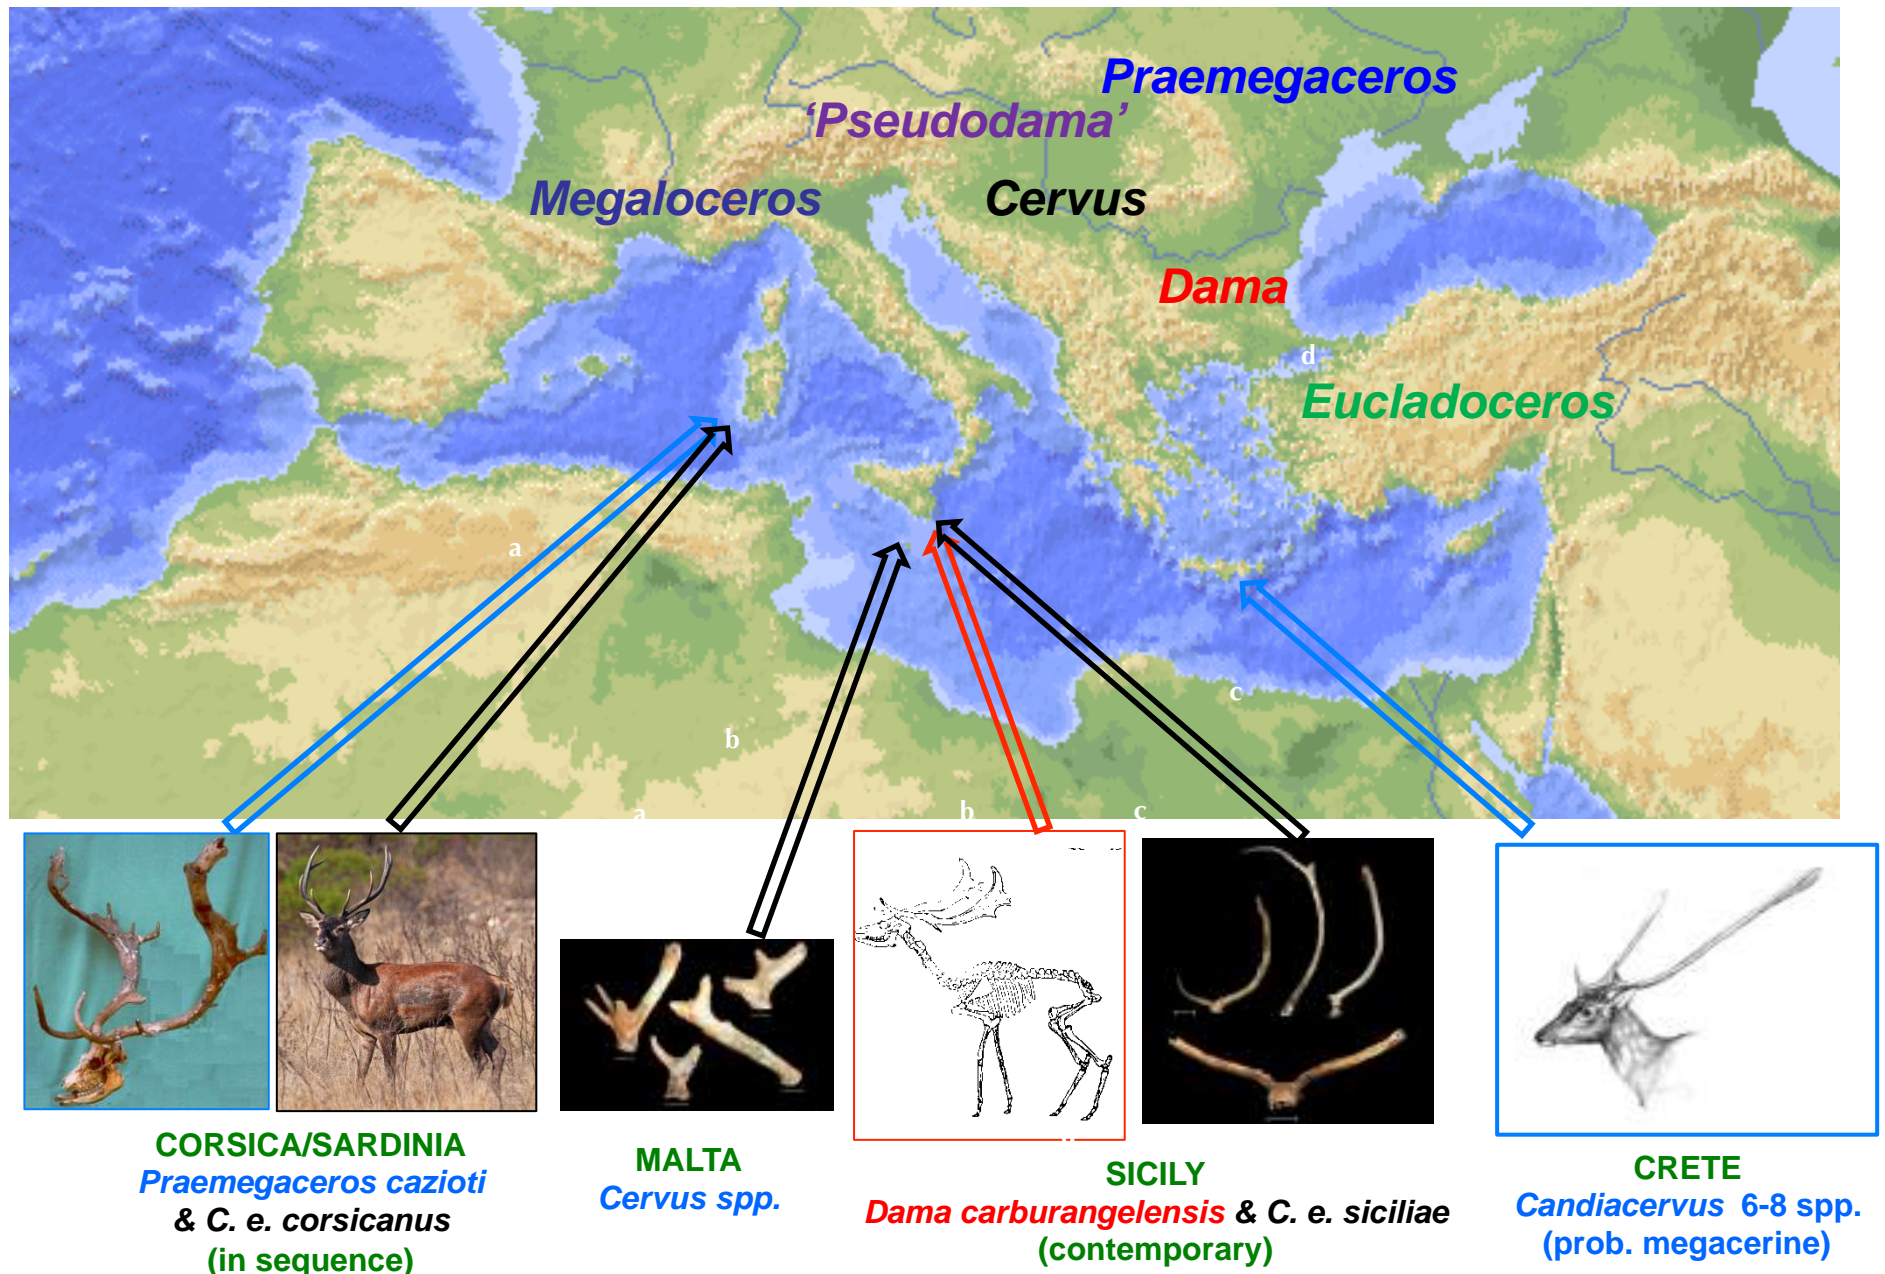 Praemegaceros
‘Pseudodama’
Megaloceros
Cervus
Dama
d
Eucladoceros
a
c
b
a
b
c
CORSICA/SARDINIA
Praemegaceros cazioti
& C. e. corsicanus
(in sequence)
MALTA
Cervus spp.
SICILY
Dama carburangelensis & C. e. siciliae
(contemporary)
CRETE
Candiacervus 6-8 spp.
(prob. megacerine)